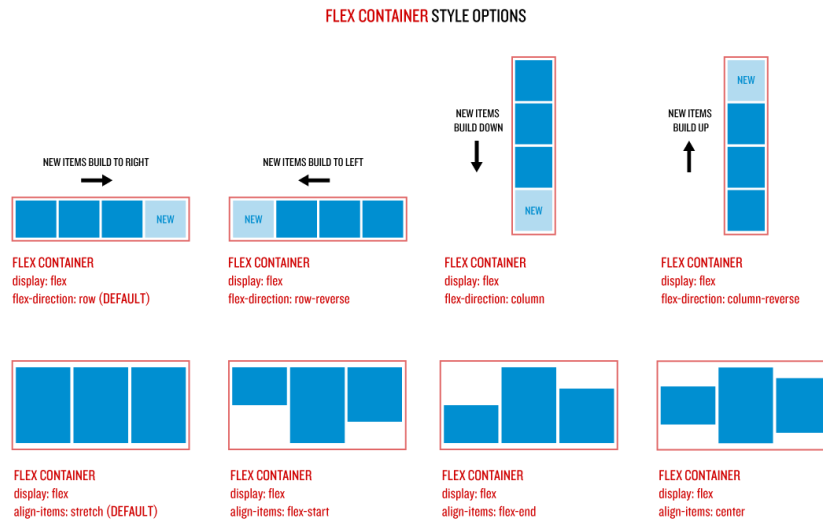 FLEX CONTAINER STYLE OPTIONS
NEW ITEMS BUILD TO RIGHT
NEW
FLEX CONTAINER
display: flex
flex-direction: row (DEFAULT)
NEW ITEMS BUILD TO LEFT
NEW
FLEX CONTAINER
display: flex
flex-direction: row-reverse
NEW ITEMS
BUILD DOWN
NEW
FLEX CONTAINER
display: flex
flex-direction: column
NEW ITEMS
BUILD UP
NEW
FLEX CONTAINER
display: flex
flex-direction: column-reverse
FLEX CONTAINER
display: flex
align-items: stretch (DEFAULT)
FLEX CONTAINER
display: flex
align-items: flex-start
FLEX CONTAINER
display: flex
align-items: flex-end
FLEX CONTAINER
display: flex
align-items: center